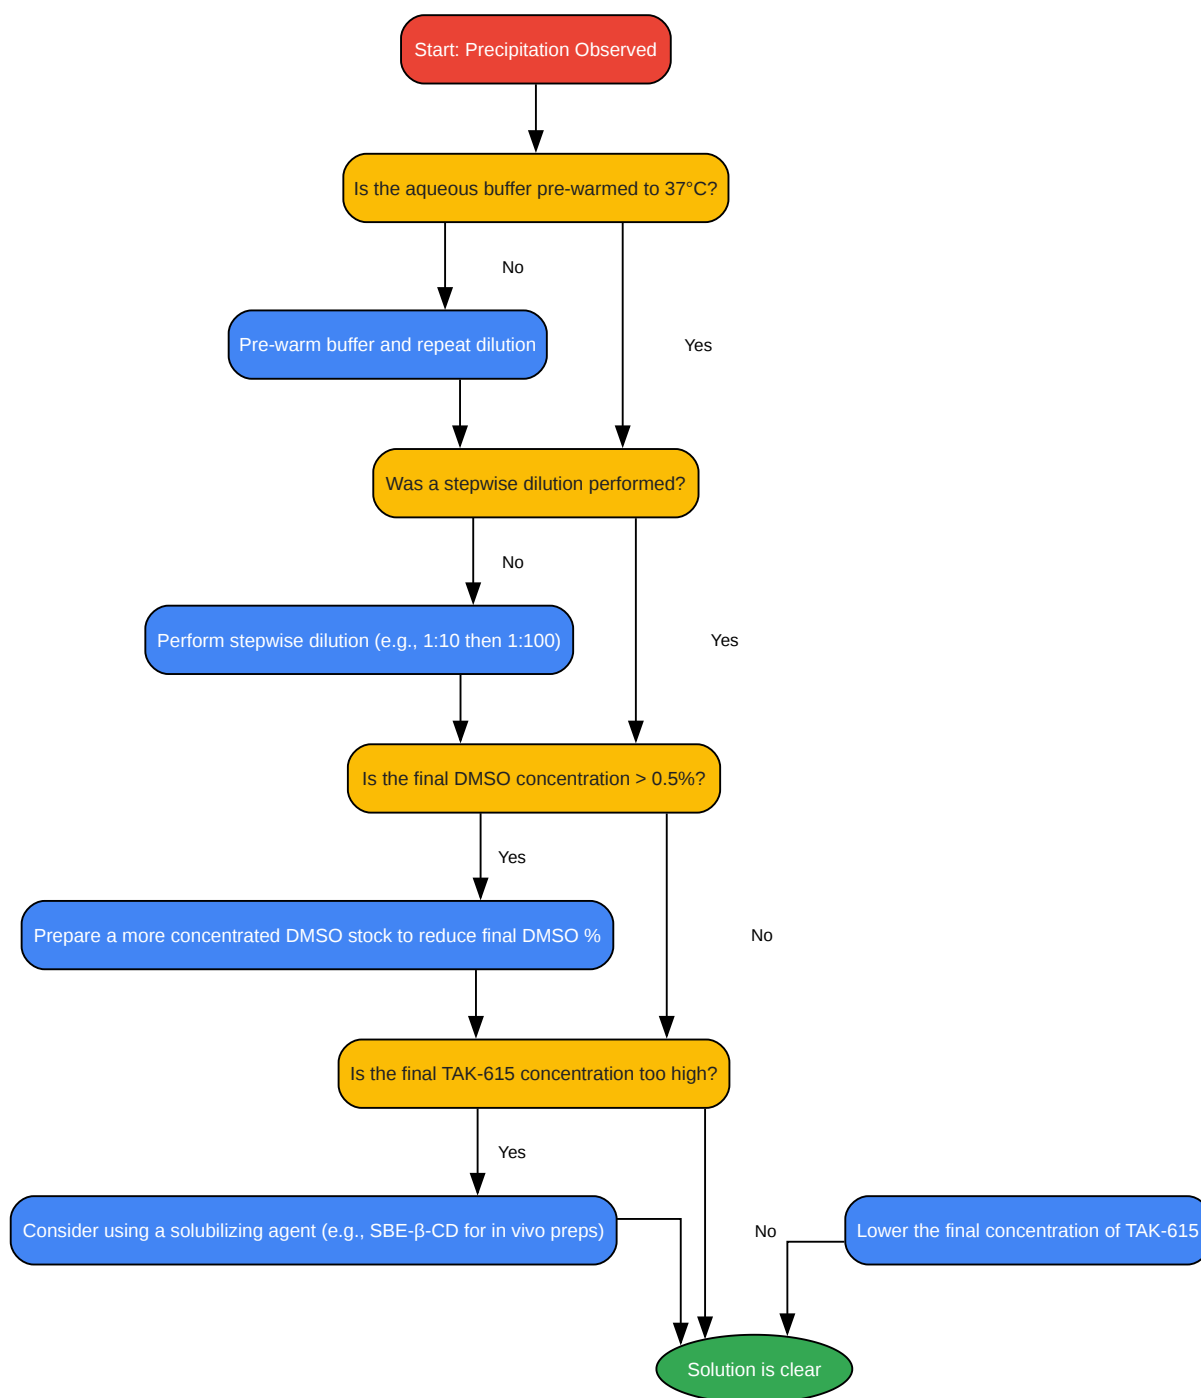 Start: Precipitation Observed
Is the aqueous buffer pre-warmed to 37°C?
No
Pre-warm buffer and repeat dilution
Yes
Was a stepwise dilution performed?
No
Perform stepwise dilution (e.g., 1:10 then 1:100)
Yes
Is the final DMSO concentration > 0.5%?
Yes
Prepare a more concentrated DMSO stock to reduce final DMSO %
No
Is the final TAK-615 concentration too high?
Yes
Consider using a solubilizing agent (e.g., SBE-β-CD for in vivo preps)
No
Lower the final concentration of TAK-615
Solution is clear